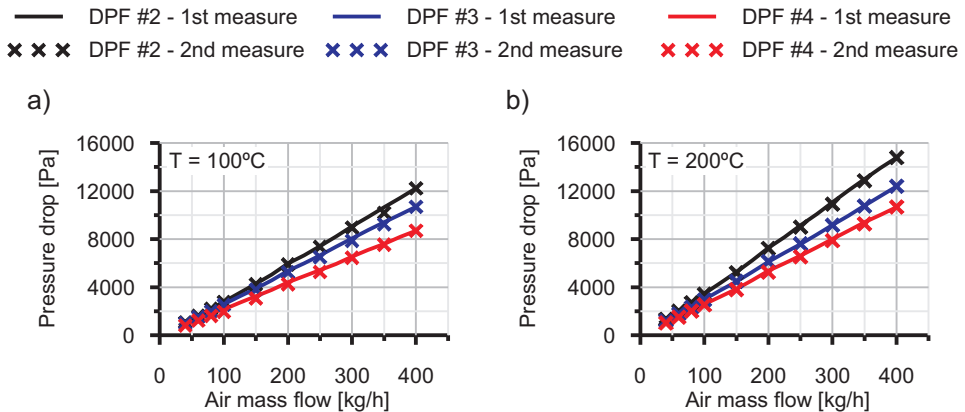 DPF #2 - 1st measure DPF #3 - 1st measure DPF #4 - 1st measure
DPF #2 - 2nd measure DPF #3 - 2nd measure DPF #4 - 2nd measure
a)
16000
12000
8000
4000
0
Pressure drop [Pa]
T = 100ºC
0 100 200 300 400
Air mass flow [kg/h]
b)
16000
12000
8000
4000
0
Pressure drop [Pa]
T = 200ºC
0 100 200 300 400
Air mass flow [kg/h]